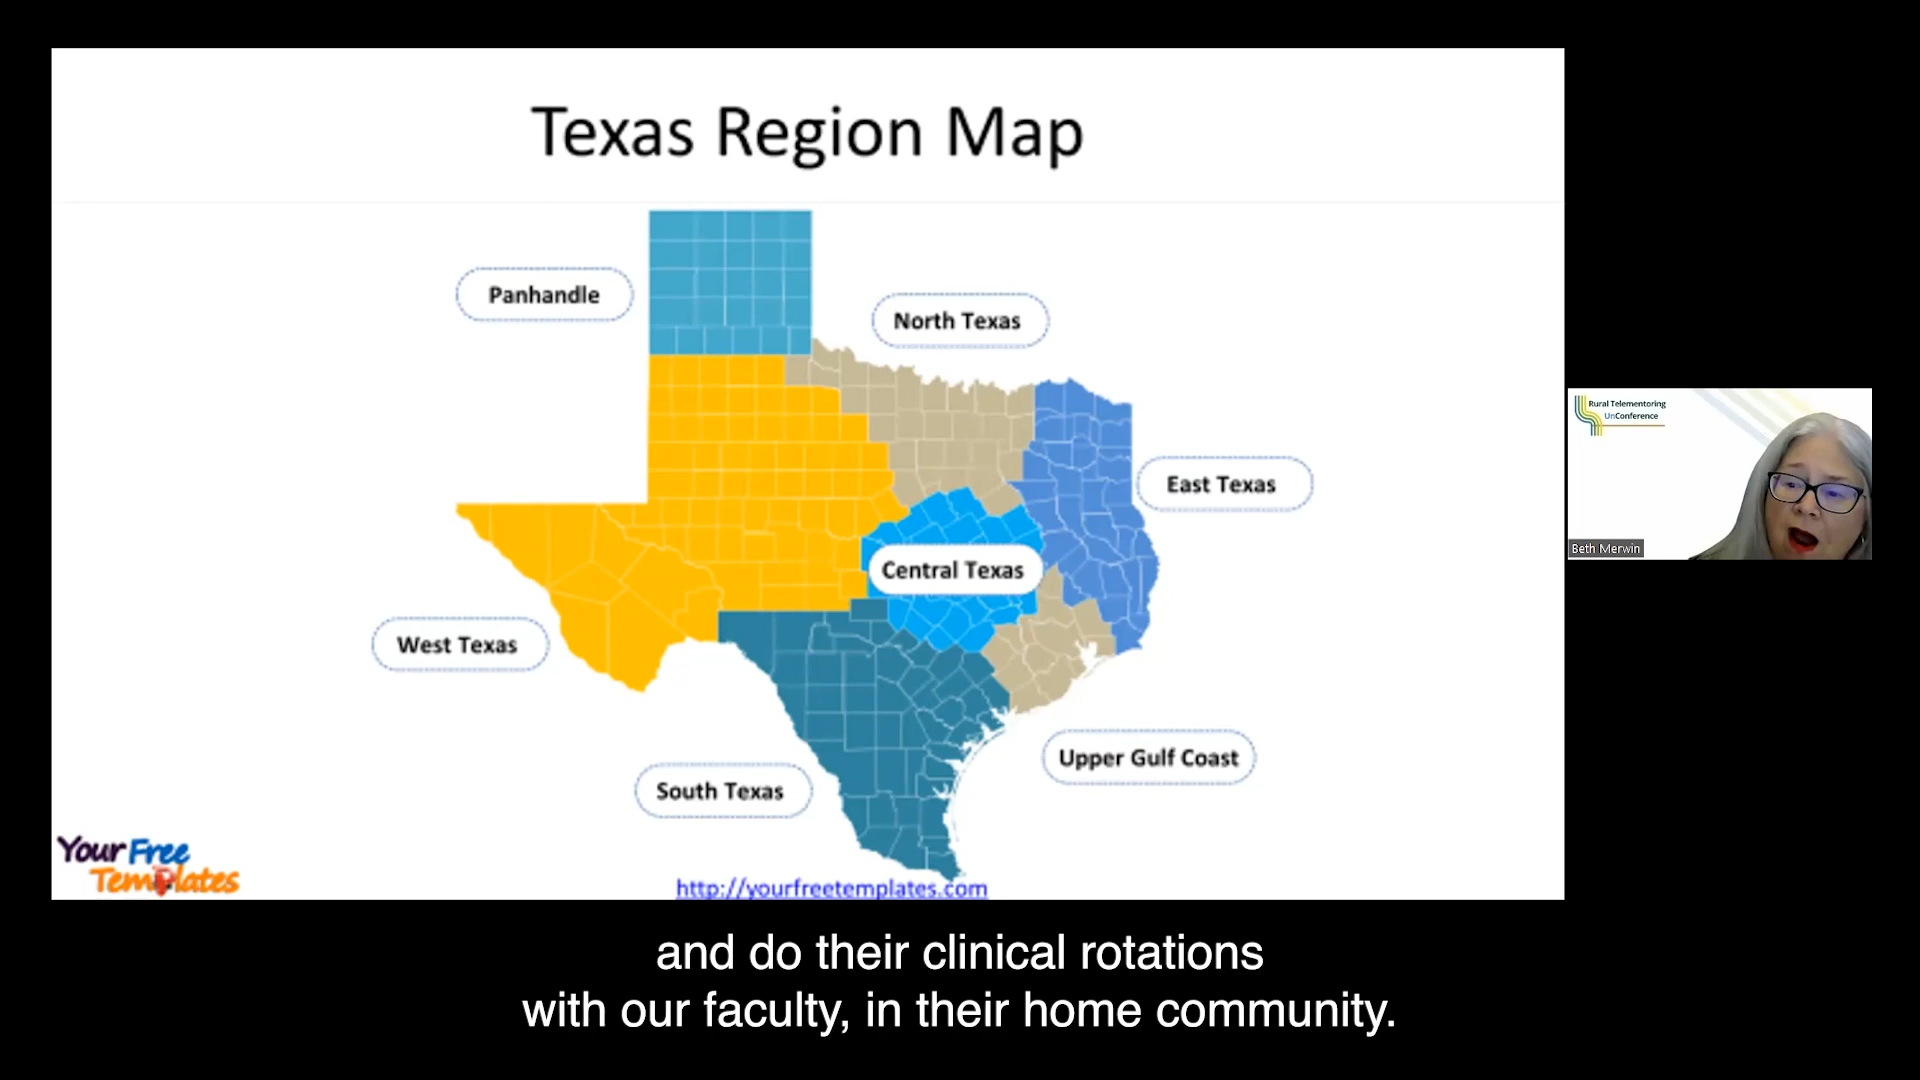 Texas Region Map
Panhandle
North Texas
East Texas
Central Texas
West Texas
Upper Gulf Coast
South Texas
Your Free
Templates
http://yourfreetemplates.com
Rural Telementoring
UnConference
Beth Merwin
and do their clinical rotations
with our faculty, in their home community.